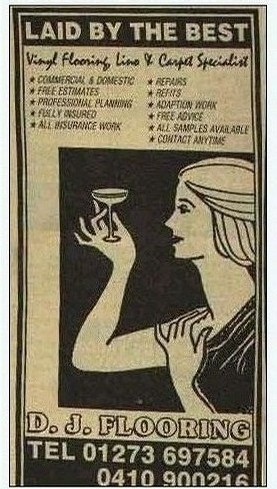 LAID BY THE BEST
Vinyl Flooring, Lino & Carpet Specialist
★ COMMERCIAL & DOMESTIC
★ FREE ESTIMATES
★ PROFESSIONAL PLANNING
★ FULLY INSURED
★ ALL INSURANCE WORK
★ REPAIRS
★ REFITS
★ ADAPTION WORK
★ FREE ADVICE
★ ALL SAMPLES AVAILABLE
★ CONTACT ANYTIME
D. J. FLOORING
TEL 01273 697584
0410 900216